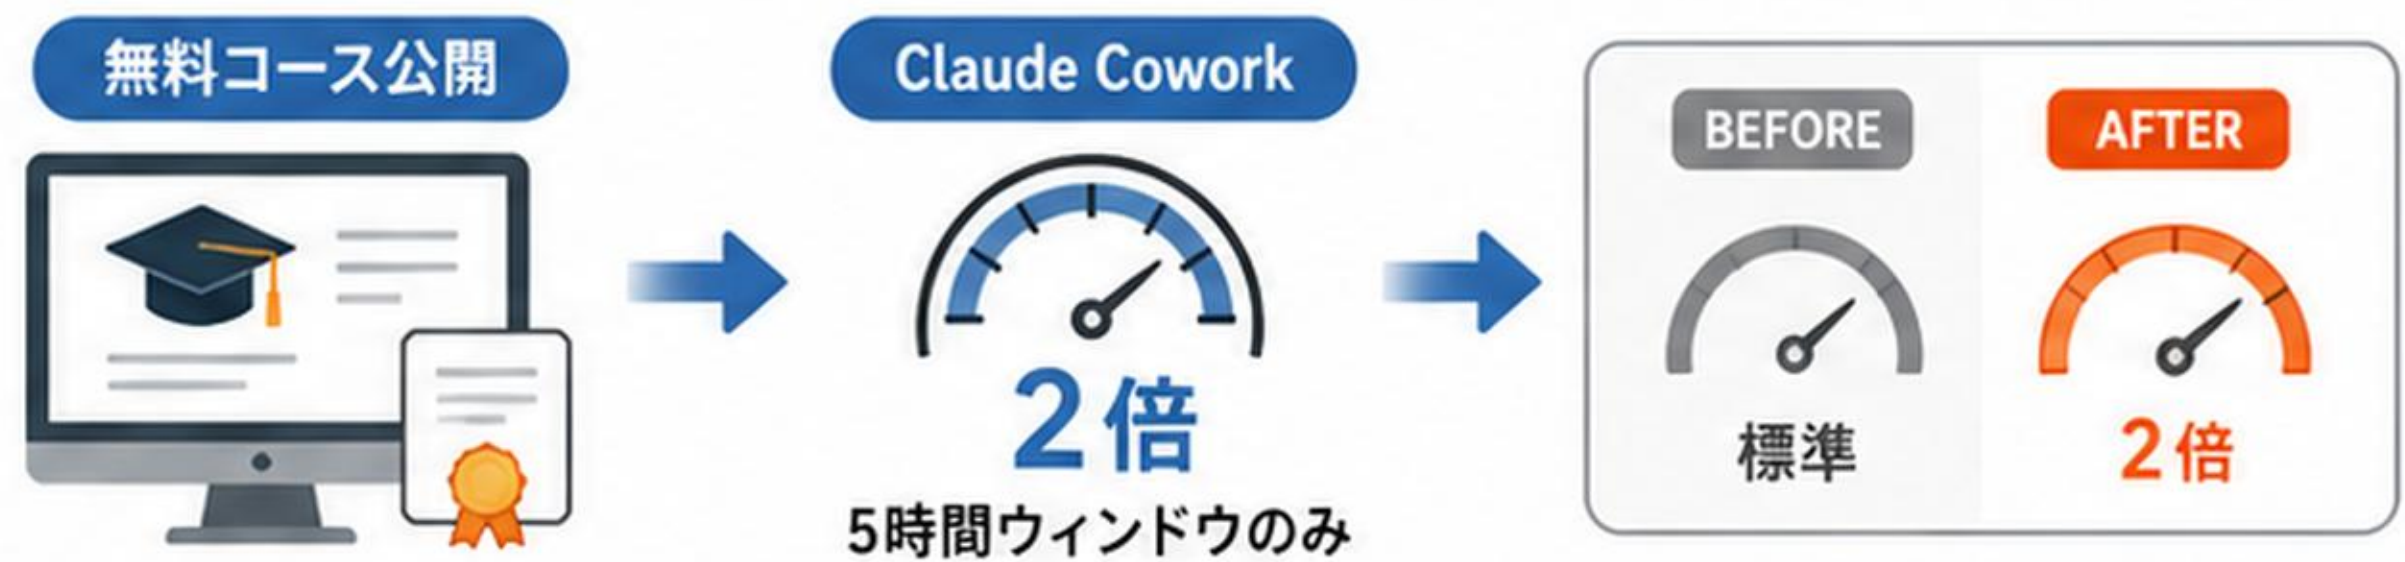 無料コース公開
Claude Cowork
2倍
5時間ウィンドウのみ
BEFORE
標準
AFTER
2倍